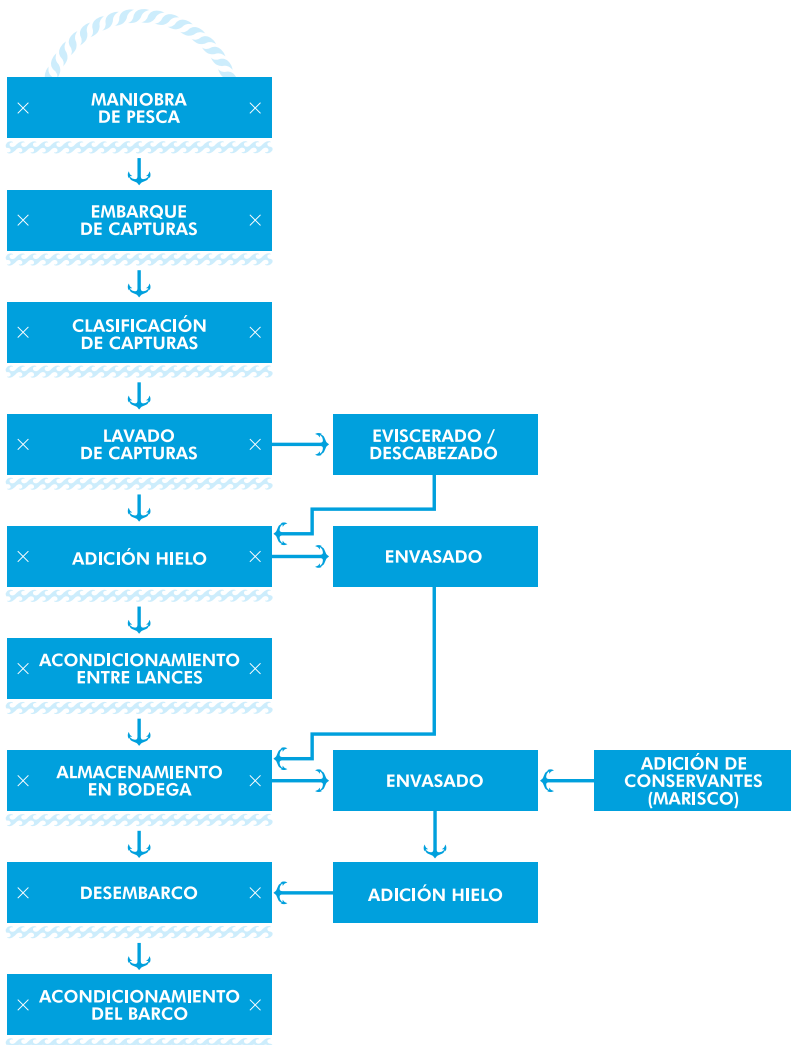 MANIOBRA
DE PESCA
EMBARQUE
DE CAPTURAS
CLASIFICACIÓN
DE CAPTURAS
LAVADO
DE CAPTURAS
EVISCERADO /
DESCABEZADO
ADICIÓN HIELO
ENVASADO
ACONDICIONAMIENTO
ENTRE LANCES
ALMACENAMIENTO
EN BODEGA
ENVASADO
ADICIÓN DE
CONSERVANTES
(MARISCO)
DESEMBARCO
ADICIÓN HIELO
ACONDICIONAMIENTO
DEL BARCO